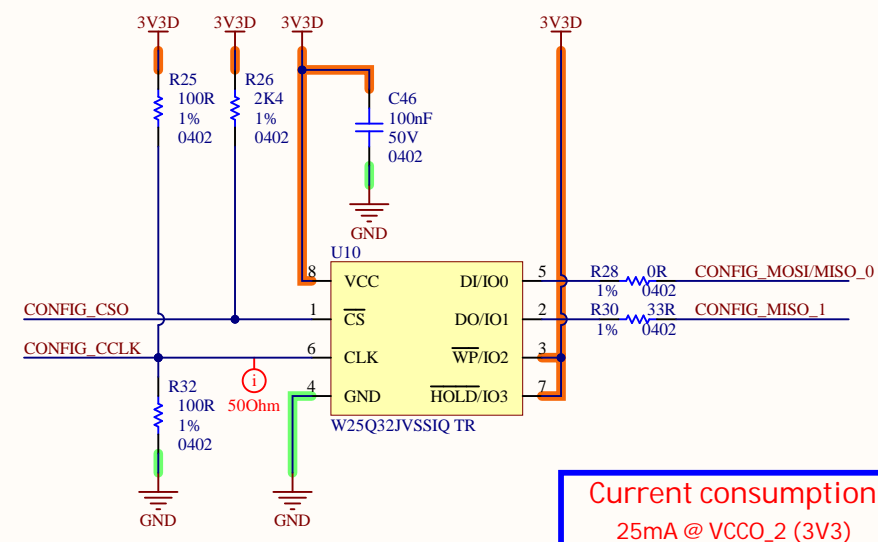 3V3D
3V3D
3V3D
3V3D
R25
100R
1%
0402
R26
2K4
1%
0402
C46
100nF
50V
0402
GND
U10
8 VCC DI/IO0 5
R28 0R CONFIG_MOSI/MISO_0
1% 0402
CONFIG_CSO
1 CS DO/IO1 2
R30 33R CONFIG_MISO_1
1% 0402
CONFIG_CCLK
6 CLK WP/IO2 3
i
50Ohm
4 GND HOLD/IO3 7
R32
100R
1%
0402
W25Q32JVSSIQ TR
GND
GND
Current consumption
25mA @ VCCO_2 (3V3)